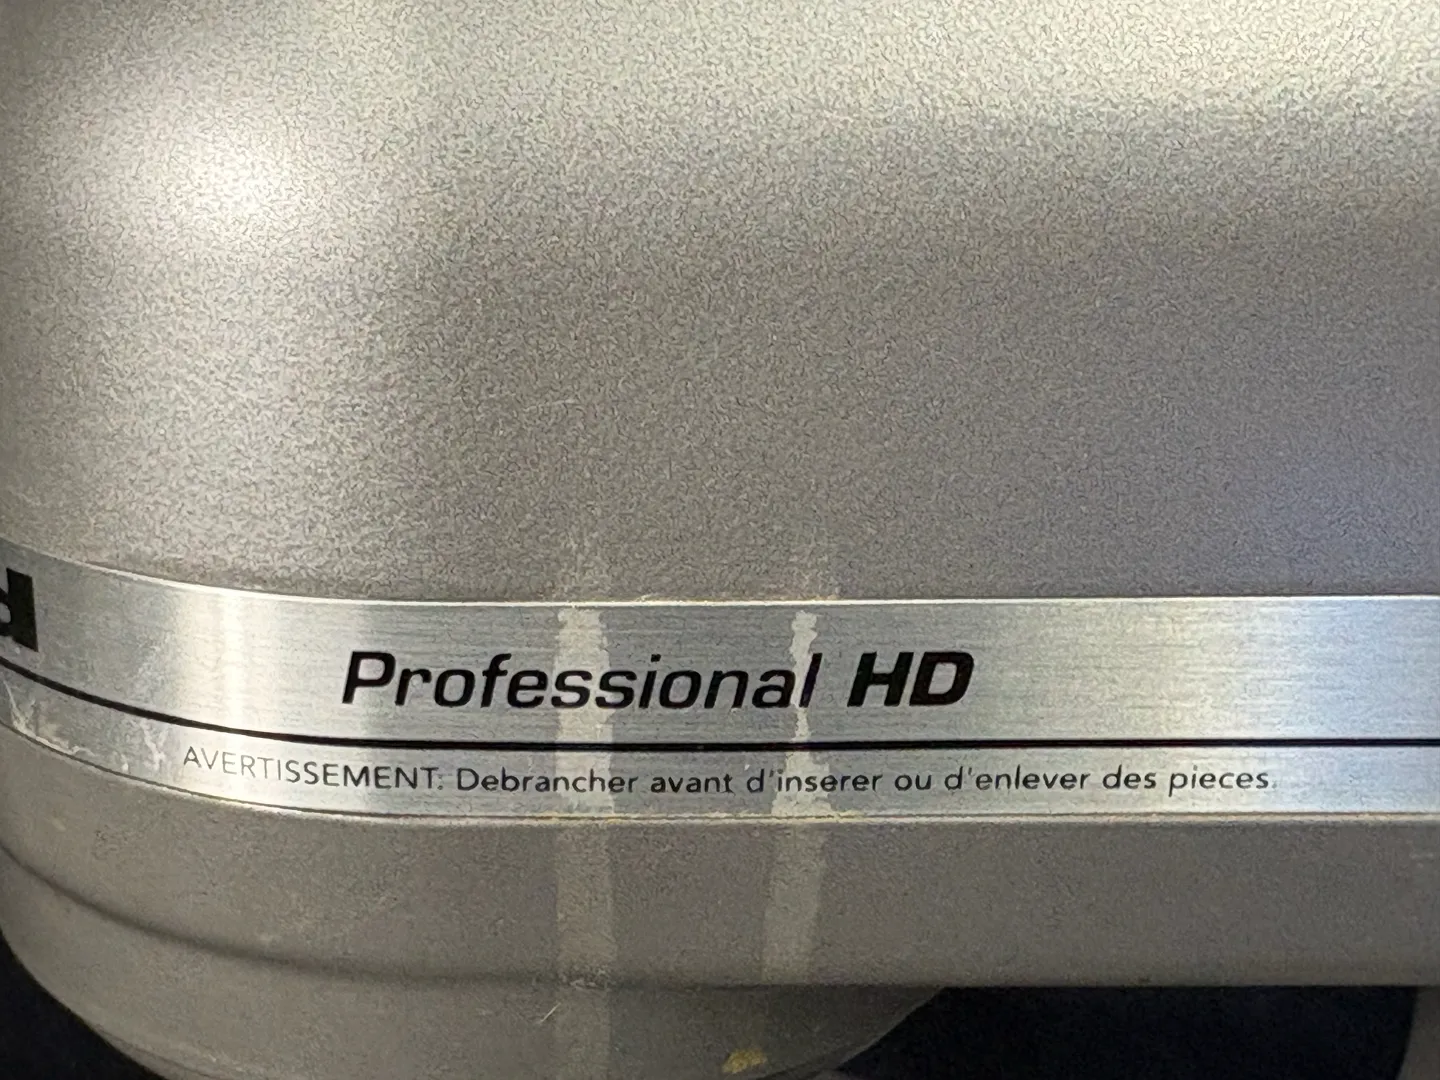 Professional HD
AVERTISSEMENT: Debrancher avant d'inserer ou d'enlever des pieces.